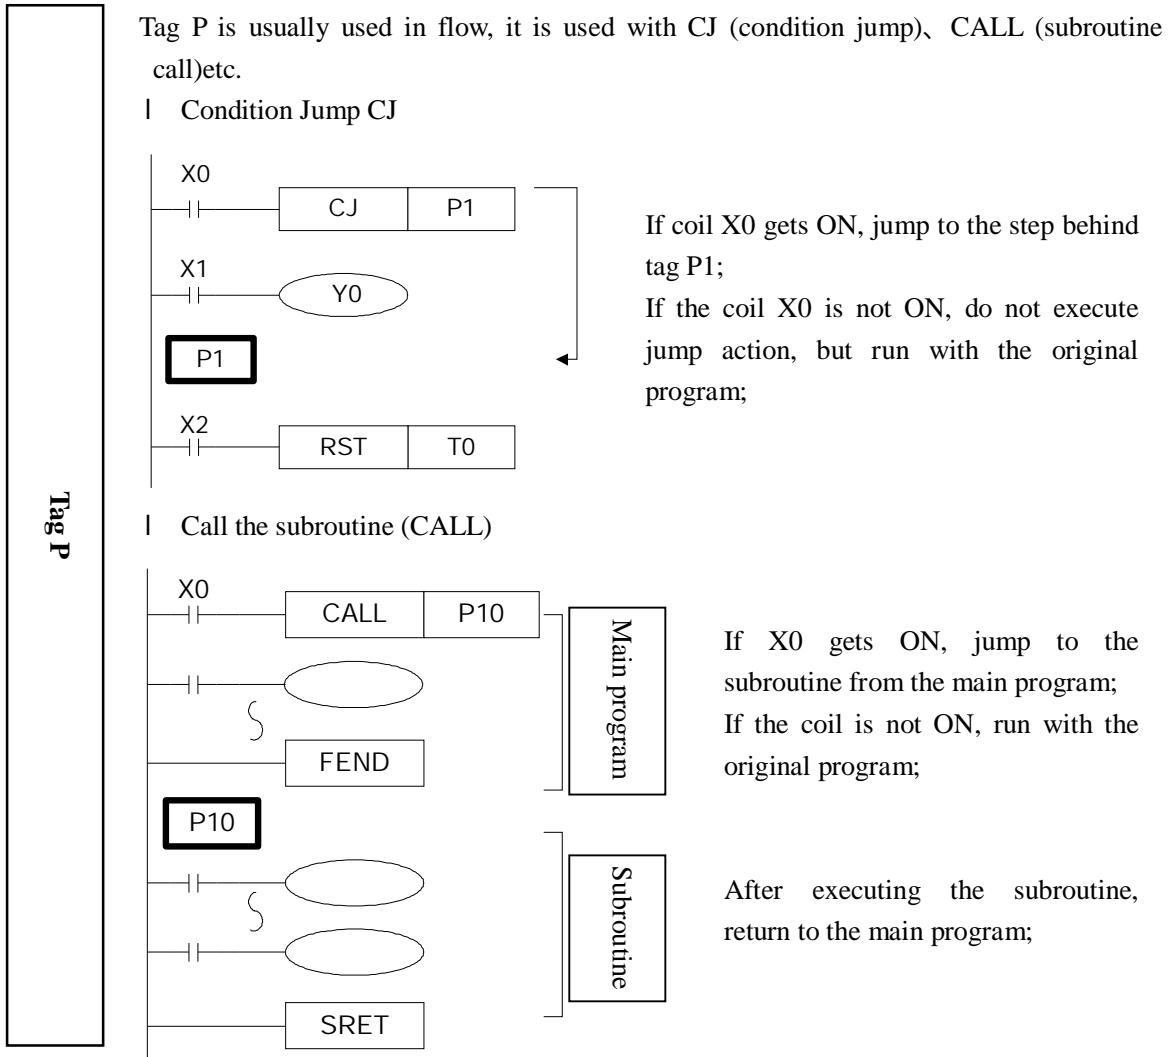 Tag P is usually used in flow, it is used with CJ (condition jump)、CALL (subroutine
call)etc.
l Condition Jump CJ
X0
CJ P1
X1
Y0
P1
X2
RST T0
If coil X0 gets ON, jump to the step behind
tag P1;
If the coil X0 is not ON, do not execute
jump action, but run with the original
program;
Tag P
l Call the subroutine (CALL)
X0
CALL P10
FEND
Main program
If X0 gets ON, jump to the
subroutine from the main program;
If the coil is not ON, run with the
original program;
P10
SRET
Subroutine
After executing the subroutine,
return to the main program;